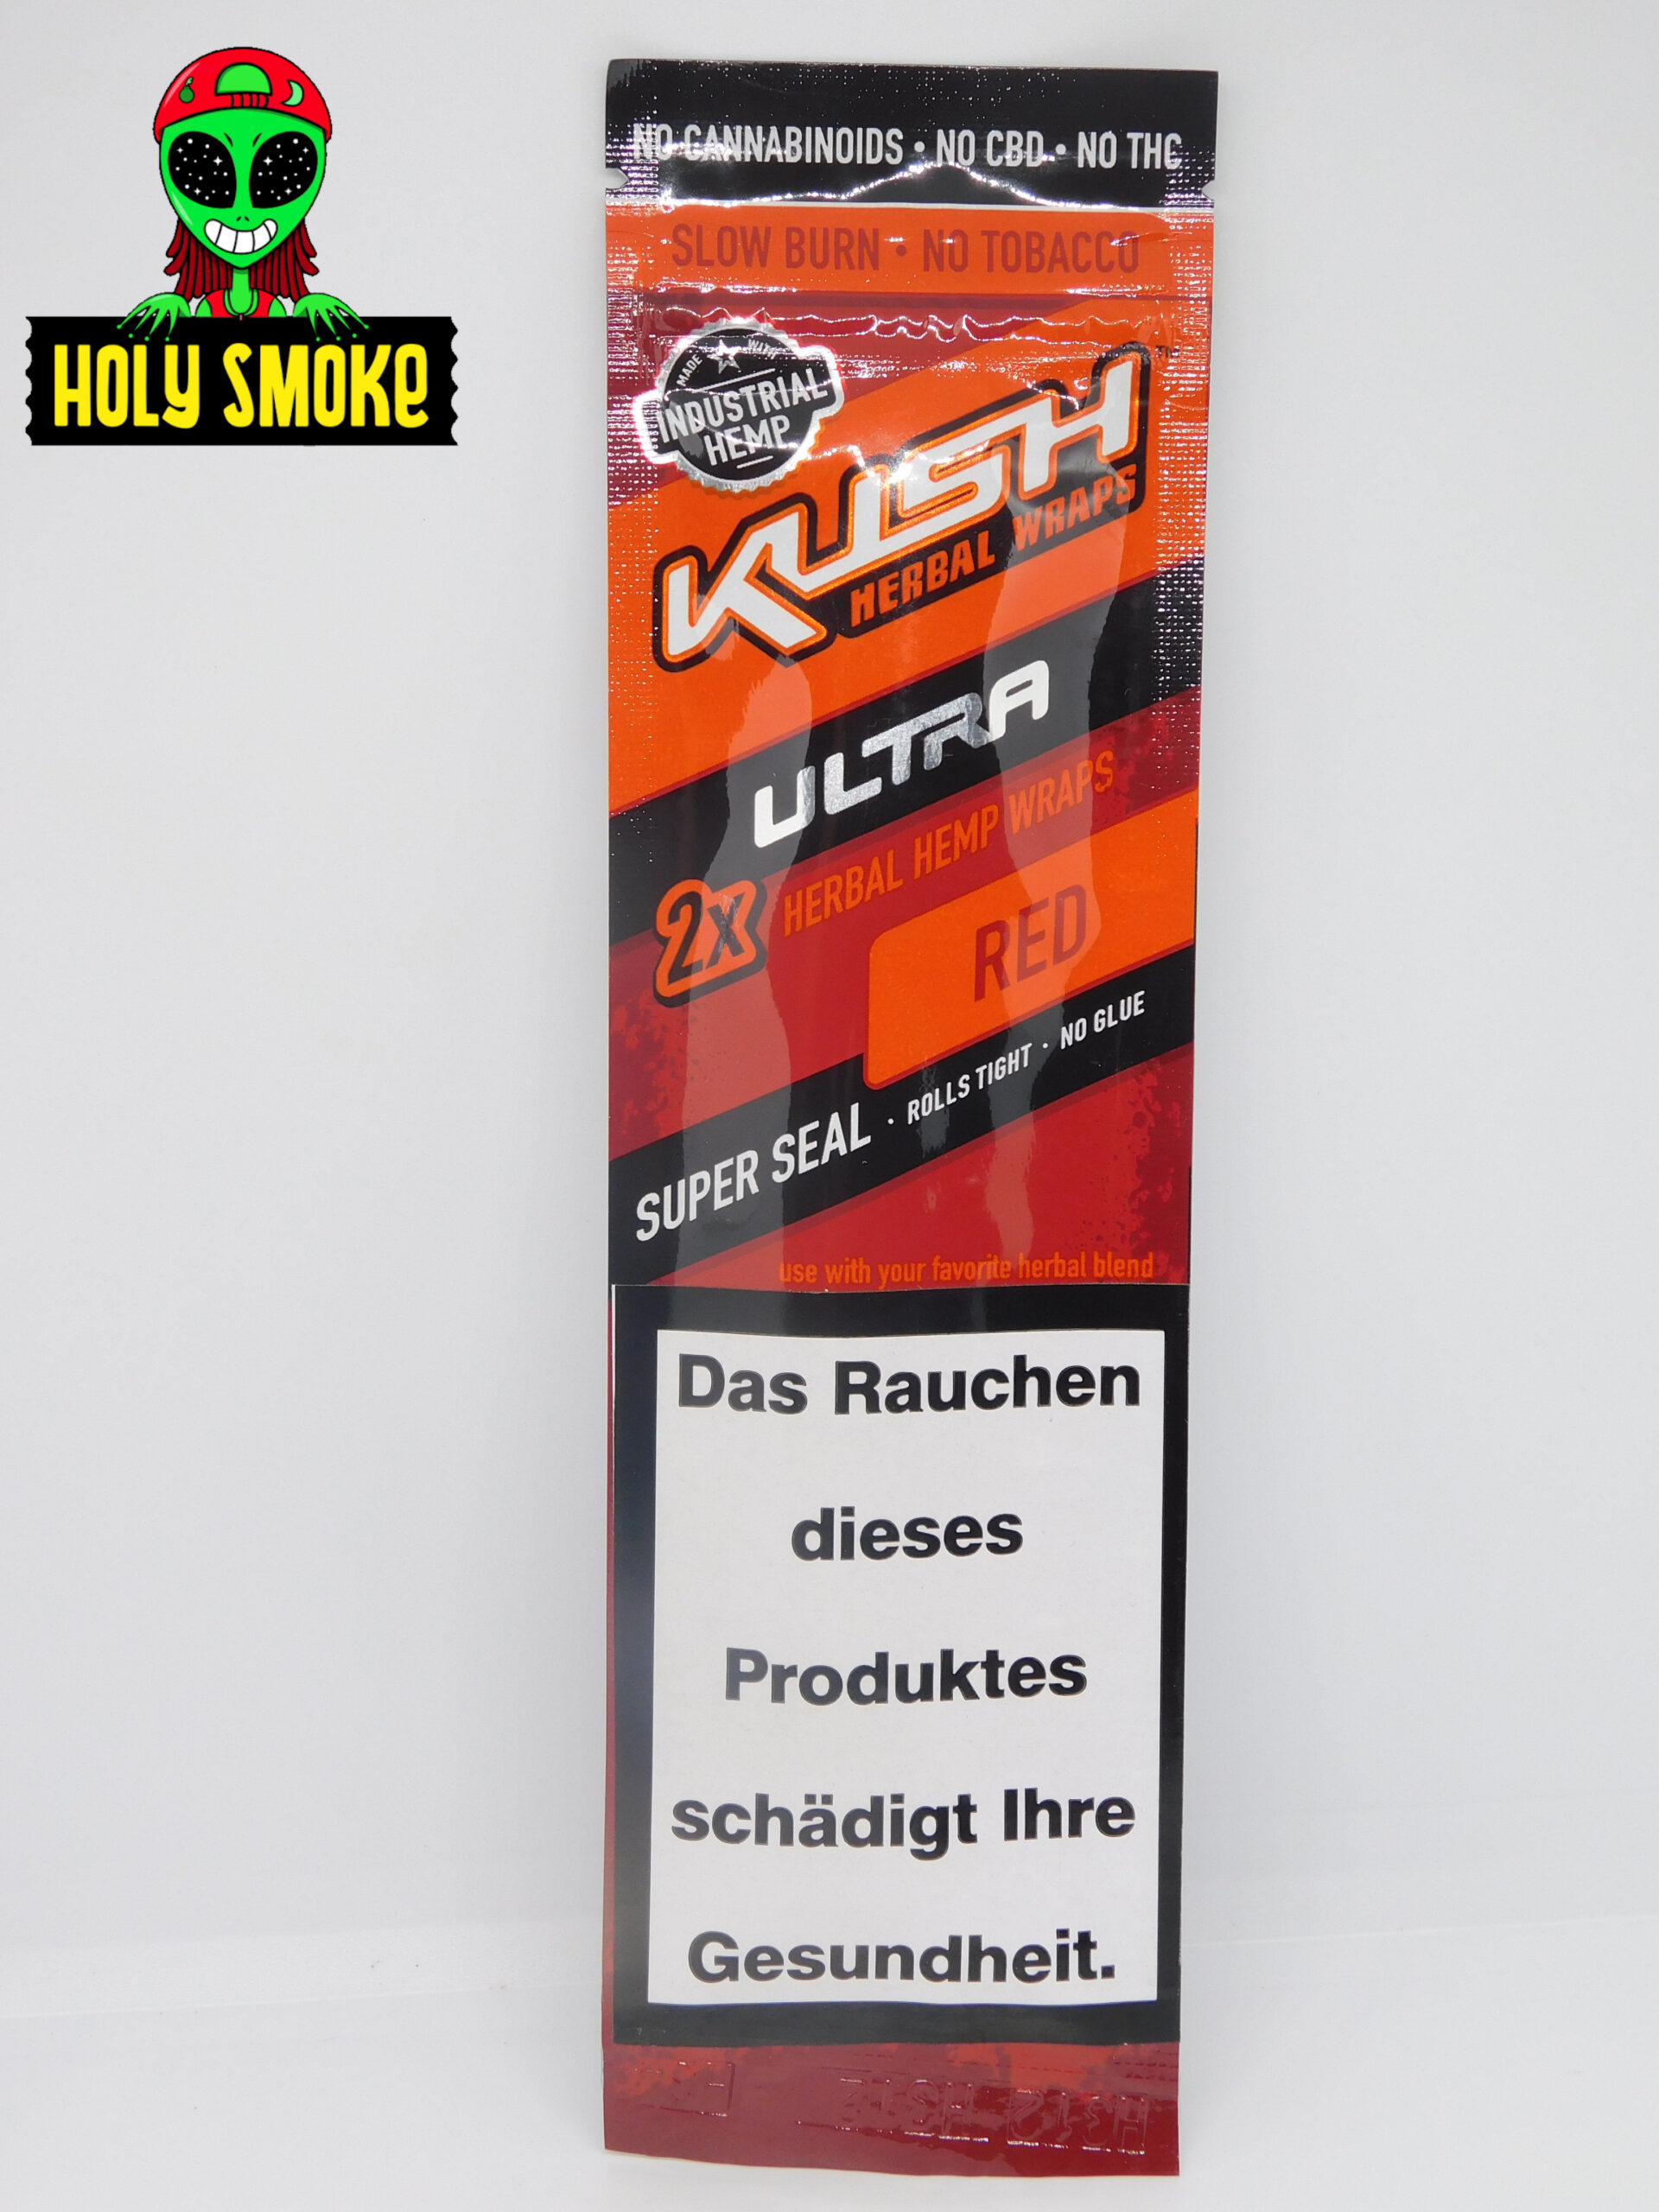 HOLY SMOKE
NO CANNABINOIDS • NO CBD • NO THC
SLOW BURN • NO TOBACCO
MADE WITH
INDUSTRIAL
HEMP
KUSH™
HERBAL WRAPS
ULTRA
2x HERBAL HEMP WRAPS
RED
SUPER SEAL · ROLLS TIGHT · NO GLUE
use with your favorite herbal blend
Das Rauchen
dieses
Produktes
schädigt Ihre
Gesundheit.